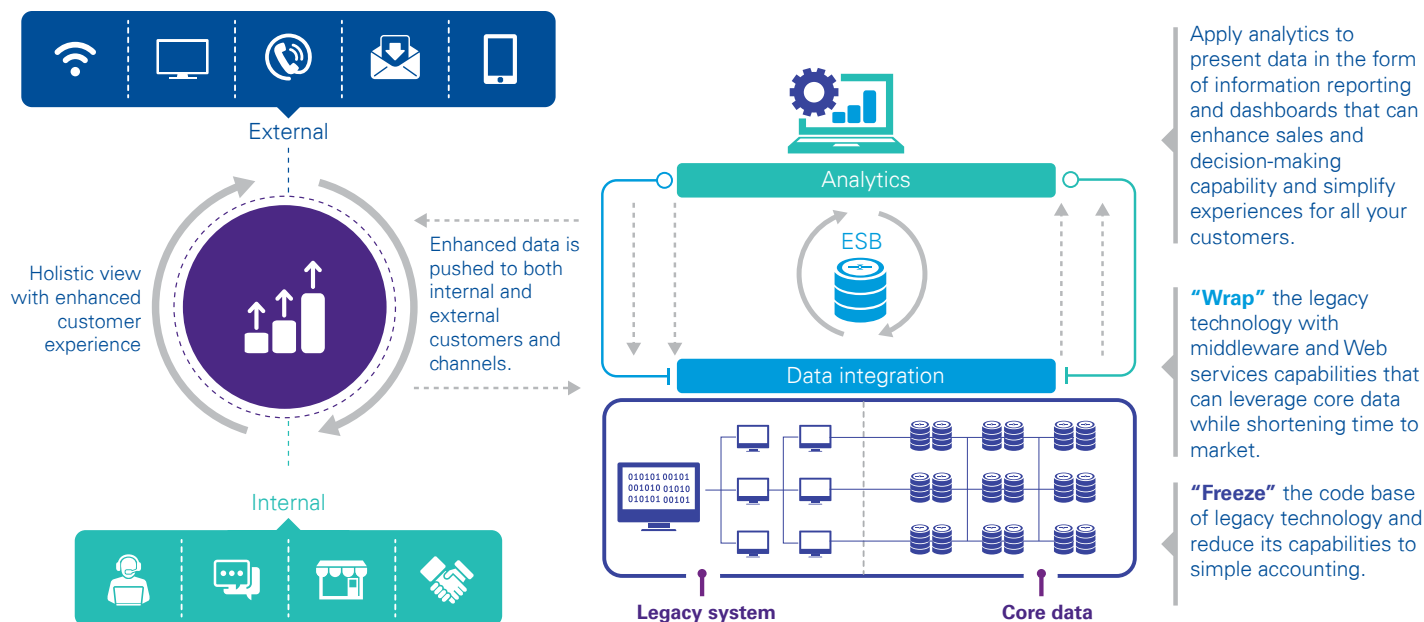 External
Holistic view
with enhanced
customer
experience
Enhanced data is
pushed to both
internal and
external
customers and
channels.
Internal
Analytics
ESB
Data integration
010101 00101
001010 01010
010101 00101
Legacy system
Core data
Apply analytics to
present data in the form
of information reporting
and dashboards that can
enhance sales and
decision-making
capability and simplify
experiences for all your
customers.
“Wrap” the legacy
technology with
middleware and Web
services capabilities that
can leverage core data
while shortening time to
market.
“Freeze” the code base
of legacy technology and
reduce its capabilities to
simple accounting.